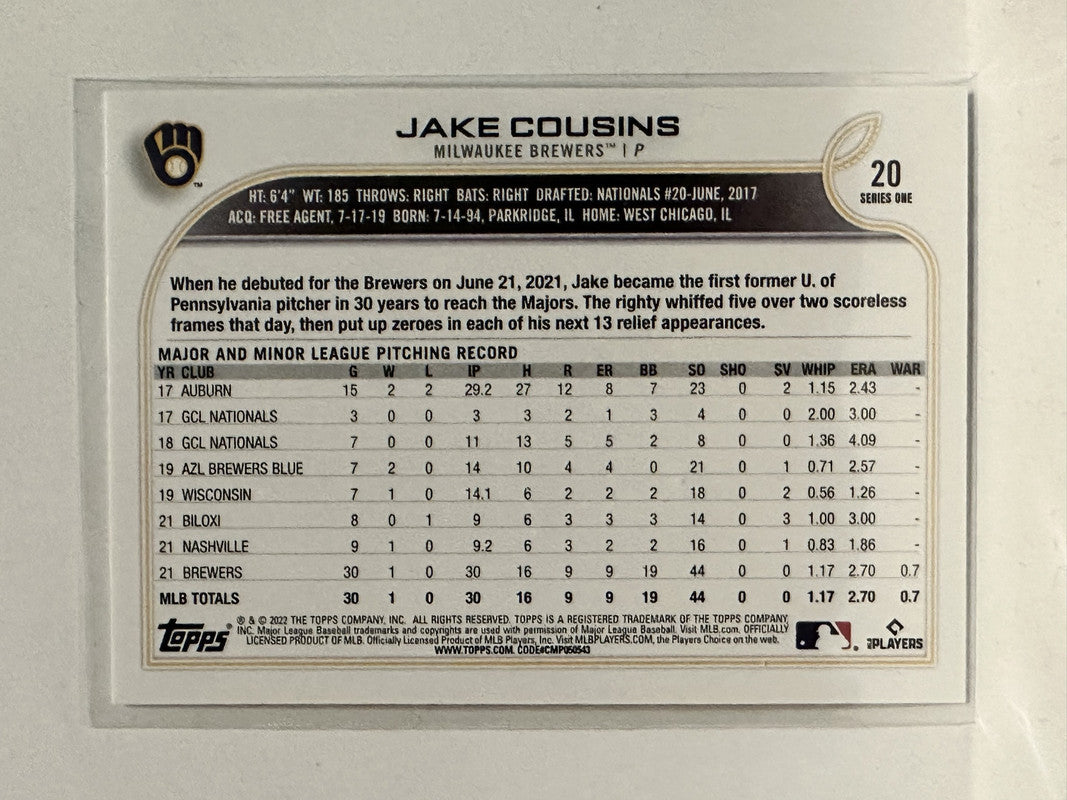 JAKE COUSINS
MILWAUKEE BREWERS™ | P
20
SERIES ONE
HT: 6'4" WT: 185 THROWS: RIGHT BATS: RIGHT DRAFTED: NATIONALS #20-JUNE, 2017
ACQ: FREE AGENT, 7-17-19 BORN: 7-14-94, PARKRIDGE, IL HOME: WEST CHICAGO, IL
When he debuted for the Brewers on June 21, 2021, Jake became the first former U. of
Pennsylvania pitcher in 30 years to reach the Majors. The righty whiffed five over two scoreless
frames that day, then put up zeroes in each of his next 13 relief appearances.
MAJOR AND MINOR LEAGUE PITCHING RECORD
YR CLUB G W L IP H R ER BB SO SHO SV WHIP ERA WAR
17 AUBURN 15 2 2 29.2 27 12 8 7 23 0 2 1.15 2.43 -
17 GCL NATIONALS 3 0 0 3 3 2 1 3 4 0 0 2.00 3.00 -
18 GCL NATIONALS 7 0 0 11 13 5 5 2 8 0 0 1.36 4.09 -
19 AZL BREWERS BLUE 7 2 0 14 10 4 4 0 21 0 1 0.71 2.57 -
19 WISCONSIN 7 1 0 14.1 6 2 2 2 18 0 2 0.56 1.26 -
21 BILOXI 8 0 1 9 6 3 3 3 14 0 3 1.00 3.00 -
21 NASHVILLE 9 1 0 9.2 6 3 2 2 16 0 1 0.83 1.86 -
21 BREWERS 30 1 0 30 16 9 9 19 44 0 0 1.17 2.70 0.7
MLB TOTALS 30 1 0 30 16 9 9 19 44 0 0 1.17 2.70 0.7
Topps®
® & © 2022 THE TOPPS COMPANY, INC. ALL RIGHTS RESERVED. TOPPS IS A REGISTERED TRADEMARK OF THE TOPPS COMPANY,
INC. Major League Baseball trademarks and copyrights are used with permission of Major League Baseball. Visit MLB.com. OFFICIALLY
LICENSED PRODUCT OF MLB. Officially Licensed Product of MLB Players, Inc. Visit MLBPLAYERS.COM, the Players Choice on the web.
WWW.TOPPS.COM. CODE#CMP050543
PLAYERS